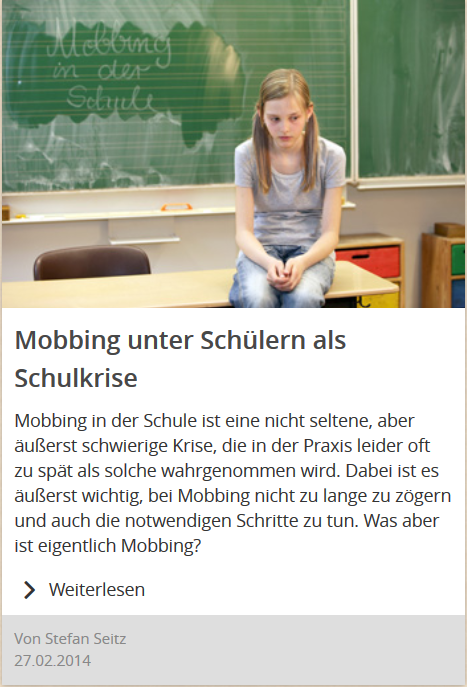 Mobbing
in der
Schule
Mobbing unter Schülern als
Schulkrise
Mobbing in der Schule ist eine nicht seltene, aber
äußerst schwierige Krise, die in der Praxis leider oft
zu spät als solche wahrgenommen wird. Dabei ist es
äußerst wichtig, bei Mobbing nicht zu lange zu zögern
und auch die notwendigen Schritte zu tun. Was aber
ist eigentlich Mobbing?
Weiterlesen
Von Stefan Seitz
27.02.2014